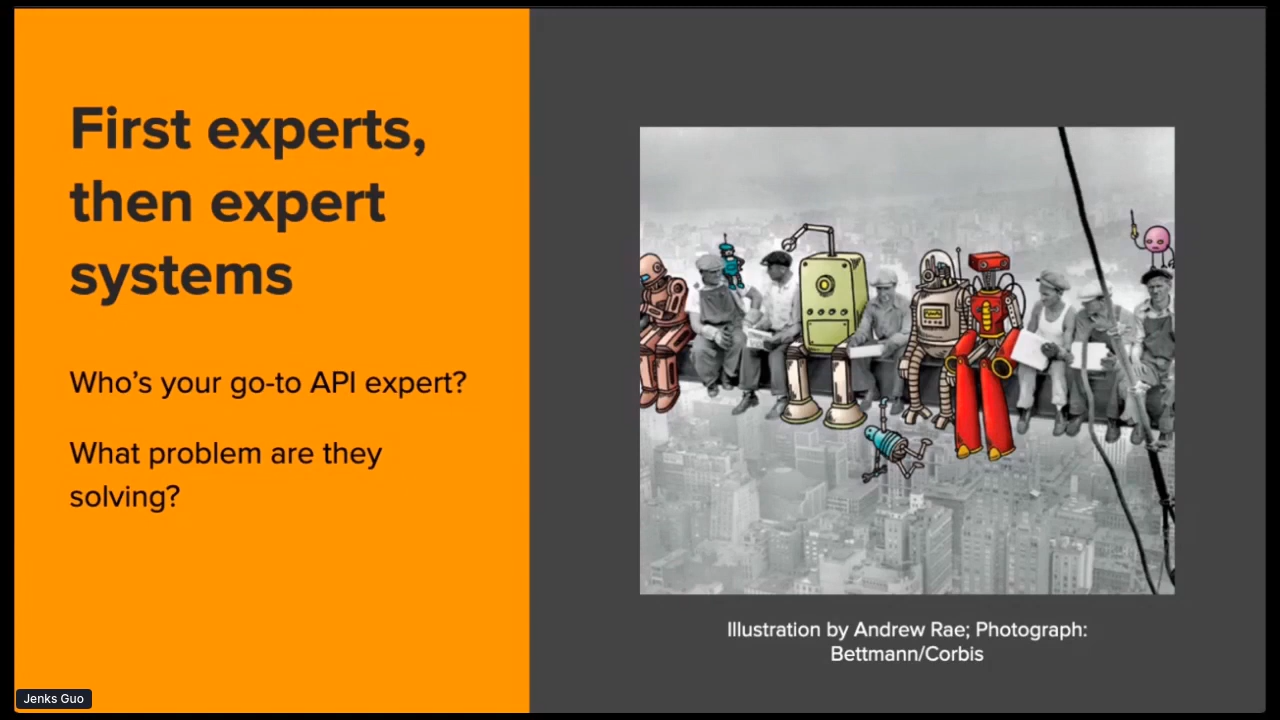 First experts,
then expert
systems
Who’s your go-to API expert?
What problem are they
solving?
Illustration by Andrew Rae; Photograph:
Bettmann/Corbis
Jenks Guo